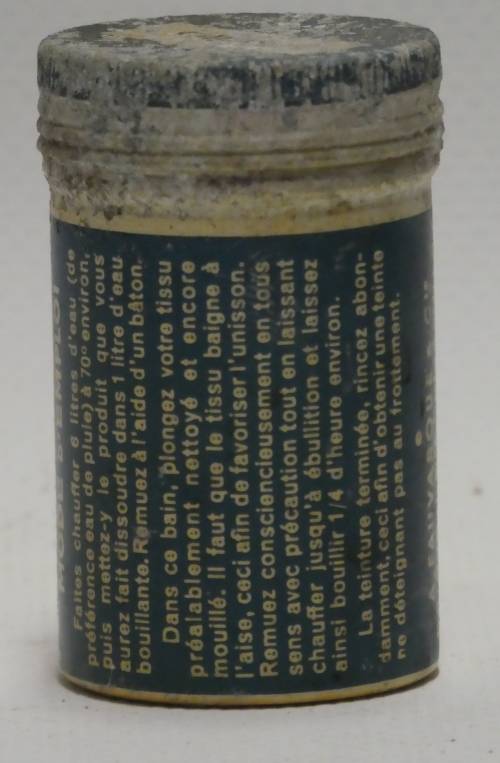 MODE D'EMPLOI
Faites chauffer 6 litres d'eau (de
préférence eau de pluie) à 70º environ,
puis mettez-y le produit que vous
aurez fait dissoudre dans 1 litre d'eau
bouillante. Remuez à l'aide d'un bâton.
Dans ce bain, plongez votre tissu
préalablement nettoyé et encore
mouillé. Il faut que le tissu baigne à
l'aise, ceci afin de favoriser l'unisson.
Remuez consciencieusement en tous
sens avec précaution tout en laissant
chauffer jusqu'à ébullition et laissez
ainsi bouillir 1/4 d'heure environ.
La teinture terminée, rincez abon-
damment, ceci afin d'obtenir une teinte
ne déteignant pas au frottement.